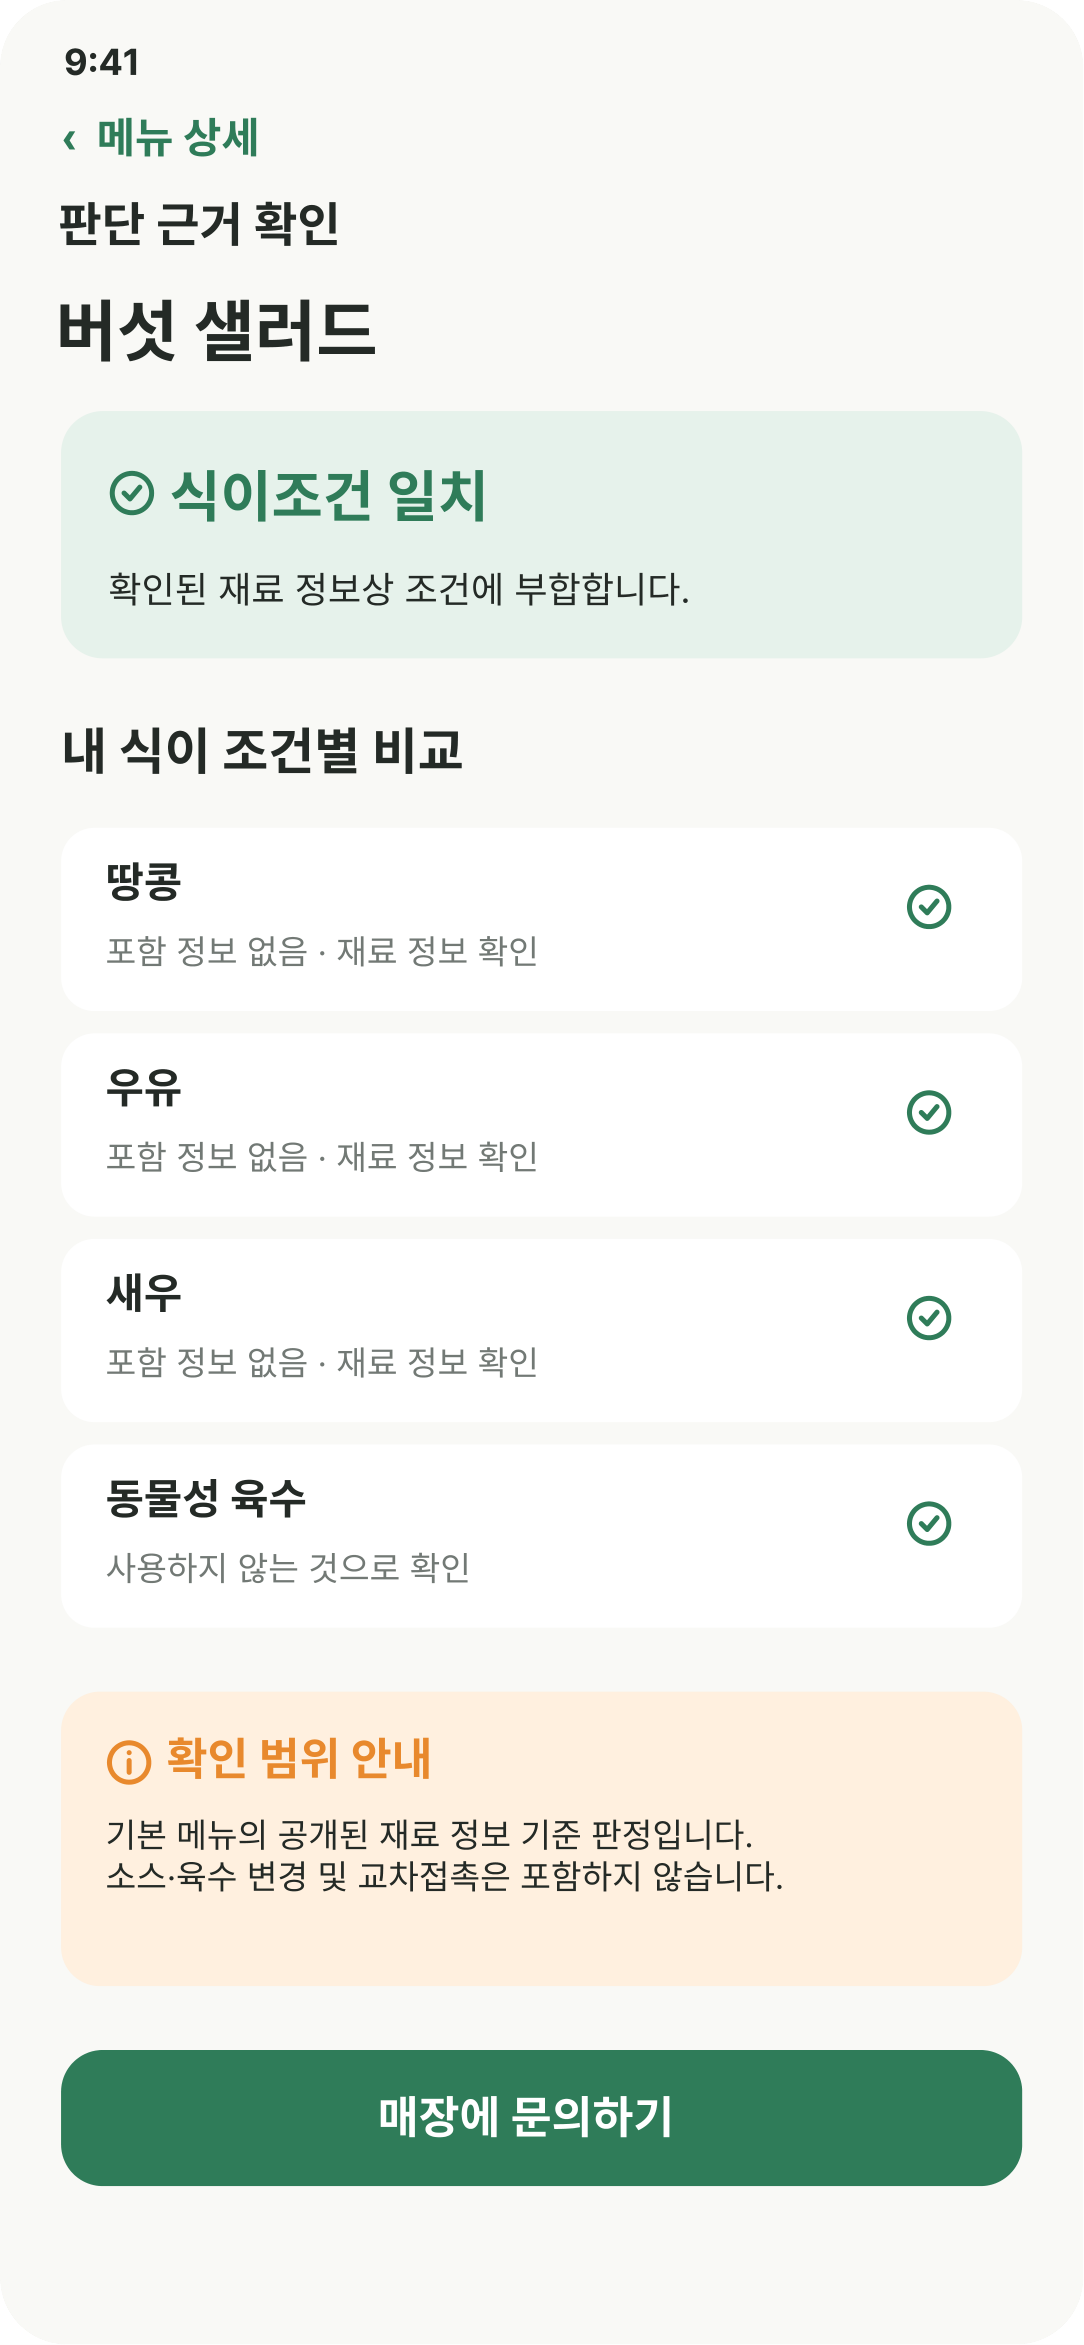 9:41
‹ 메뉴 상세
판단 근거 확인
버섯 샐러드
식이조건 일치
확인된 재료 정보상 조건에 부합합니다.
내 식이 조건별 비교
땅콩
포함 정보 없음 · 재료 정보 확인
우유
포함 정보 없음 · 재료 정보 확인
새우
포함 정보 없음 · 재료 정보 확인
동물성 육수
사용하지 않는 것으로 확인
확인 범위 안내
기본 메뉴의 공개된 재료 정보 기준 판정입니다.
소스·육수 변경 및 교차접촉은 포함하지 않습니다.
매장에 문의하기